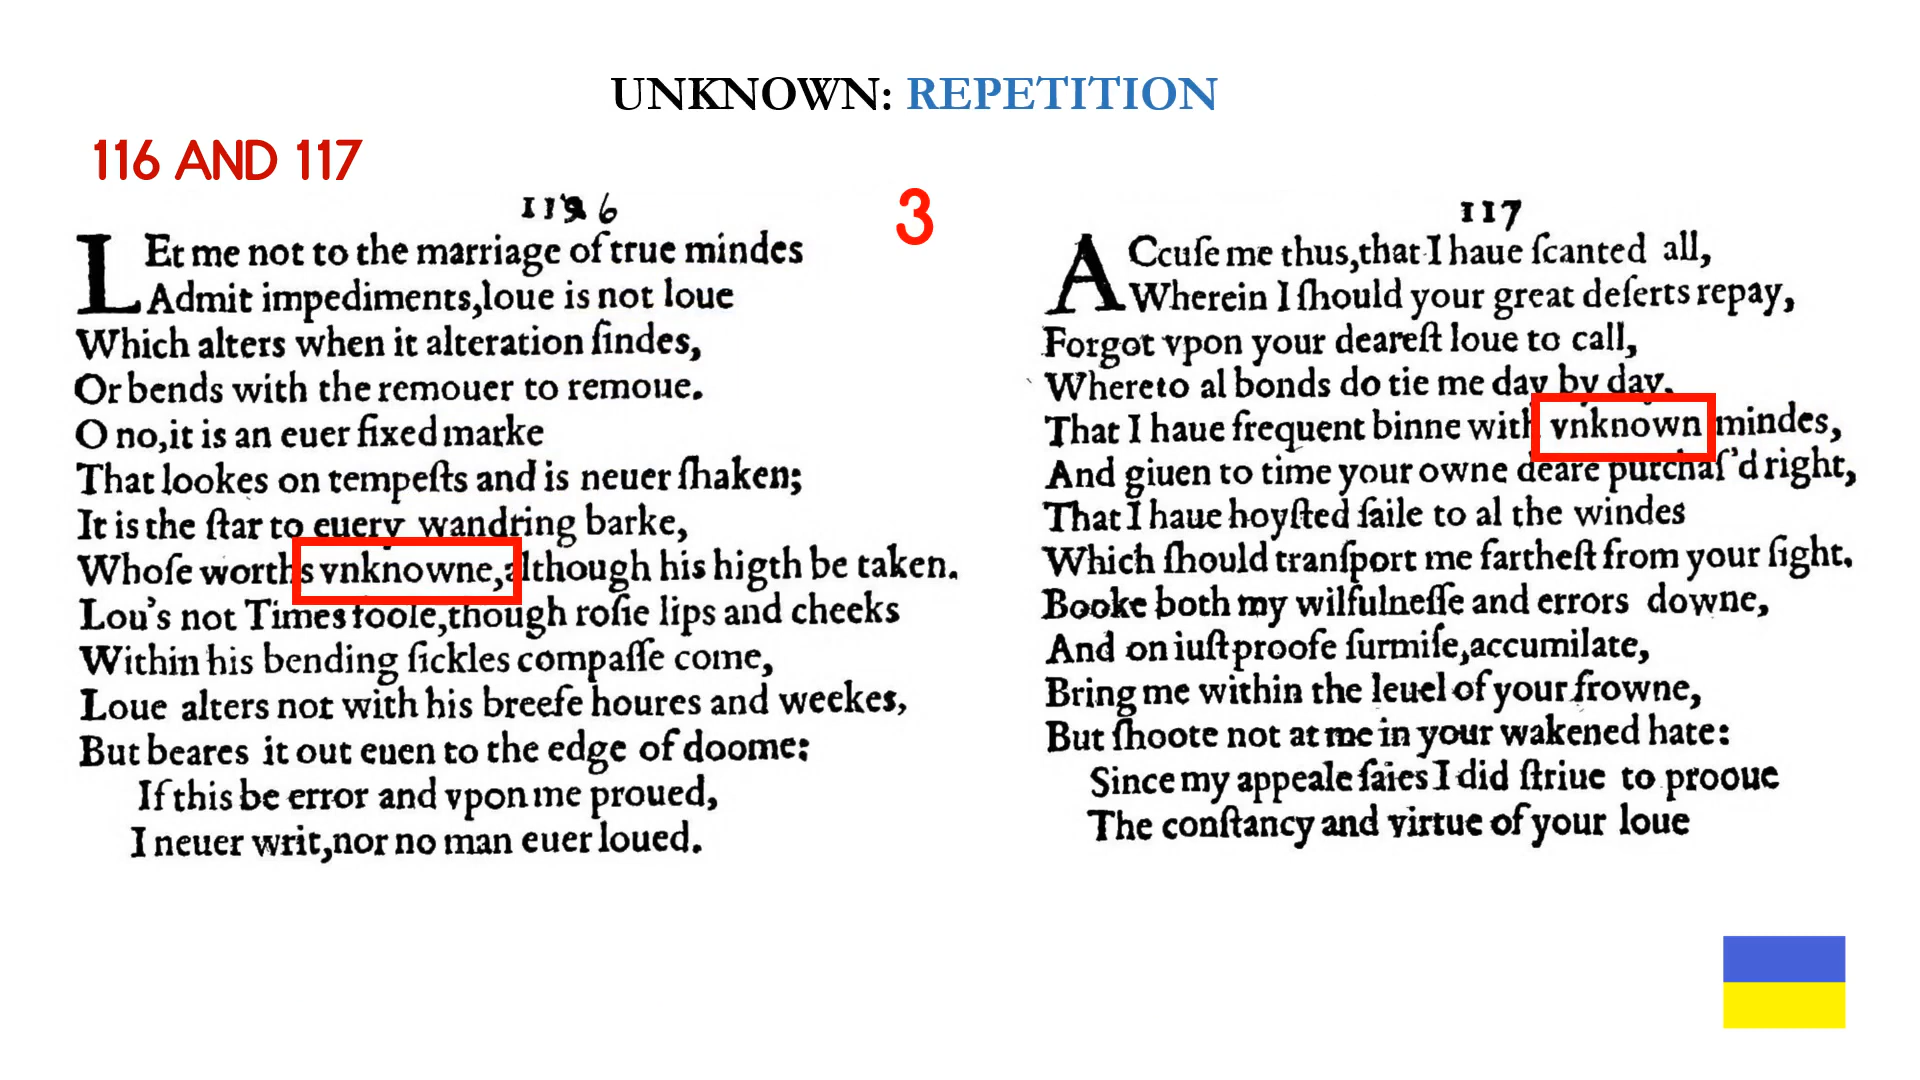 UNKNOWN: REPETITION
116 AND 117
3
1196
LEt me not to the marriage of true mindes
Admit impediments,loue is not loue
Which alters when it alteration findes,
Or bends with the remouer to remoue.
O no,it is an euer fixed marke
That lookes on tempeſts and is neuer ſhaken;
It is the ſtar to euery wandring barke,
Whoſe worths vnknowne,although his higth be taken.
Lou's not Times foole,though roſie lips and cheeks
Within his bending ſickles compaſſe come,
Loue alters not with his breefe houres and weekes,
But beares it out euen to the edge of doome:
If this be error and vpon me proued,
I neuer writ,nor no man euer loued.
117
ACcuſe me thus,that I haue ſcanted all,
Wherein I ſhould your great deſerts repay,
Forgot vpon your deareſt loue to call,
Whereto al bonds do tie me day by day,
That I haue frequent binne with vnknown mindes,
And giuen to time your owne deare purchaſ'd right,
That I haue hoyſted ſaile to al the windes
Which ſhould tranſport me fartheſt from your ſight.
Booke both my wilfulneſſe and errors downe,
And on iuſt proofe ſurmiſe,accumilate,
Bring me within the leuel of your frowne,
But ſhoote not at me in your wakened hate:
Since my appeale ſaies I did ſtriue to prooue
The conſtancy and virtue of your loue